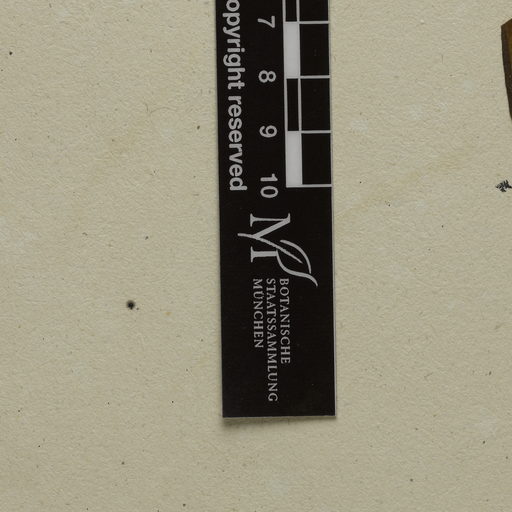 7 8 9 10
opyright reserved
M
BOTANISCHE
STAATSSAMMLUNG
MÜNCHEN